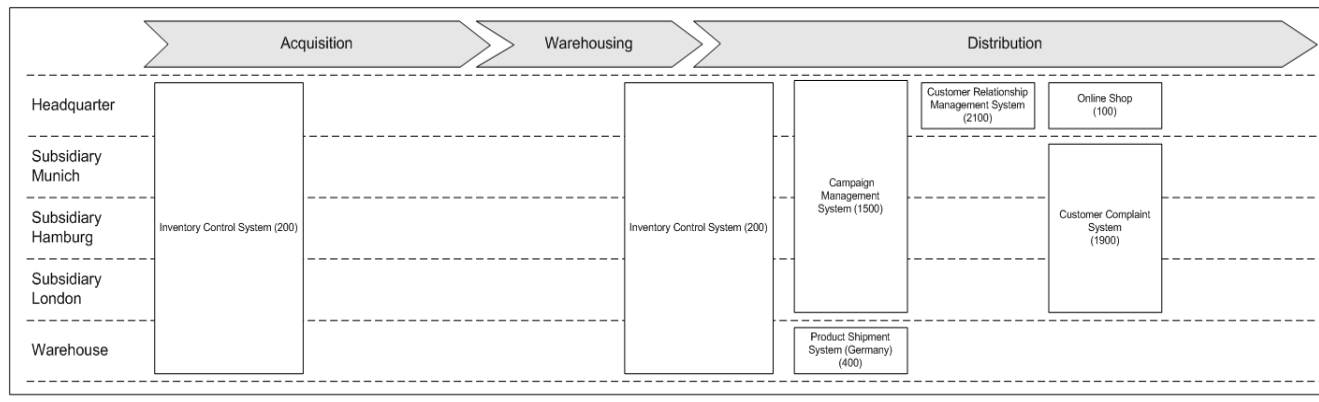 Acquisition
Warehousing
Distribution
Headquarter
Customer Relationship
Management System
(2100)
Online Shop
(100)
Subsidiary
Munich
Campaign
Management
System (1500)
Subsidiary
Hamburg
Inventory Control System (200)
Inventory Control System (200)
Customer Complaint
System
(1900)
Subsidiary
London
Warehouse
Product Shipment
System (Germany)
(400)